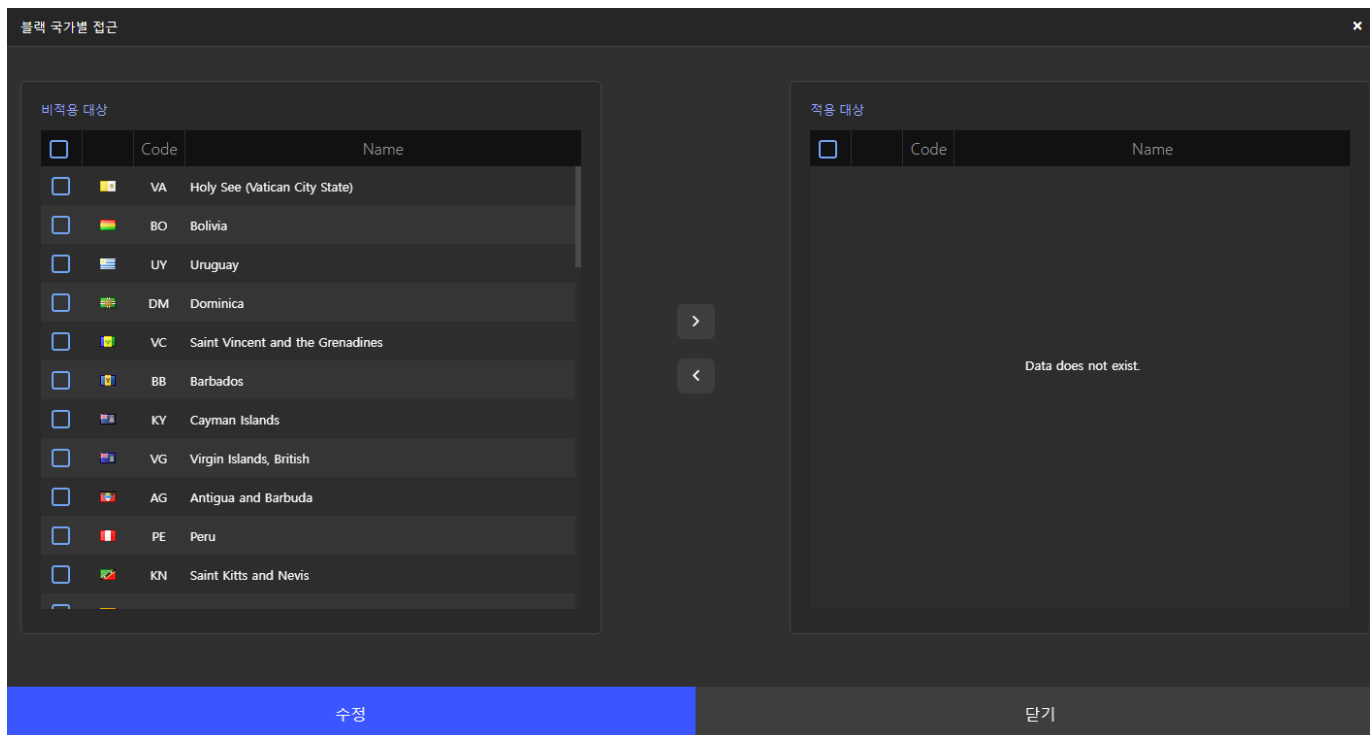 블랙 국가별 접근
비적용 대상
Code Name
VA Holy See (Vatican City State)
BO Bolivia
UY Uruguay
DM Dominica
VC Saint Vincent and the Grenadines
BB Barbados
KY Cayman Islands
VG Virgin Islands, British
AG Antigua and Barbuda
PE Peru
KN Saint Kitts and Nevis
적용 대상
Code Name
Data does not exist.
수정
닫기